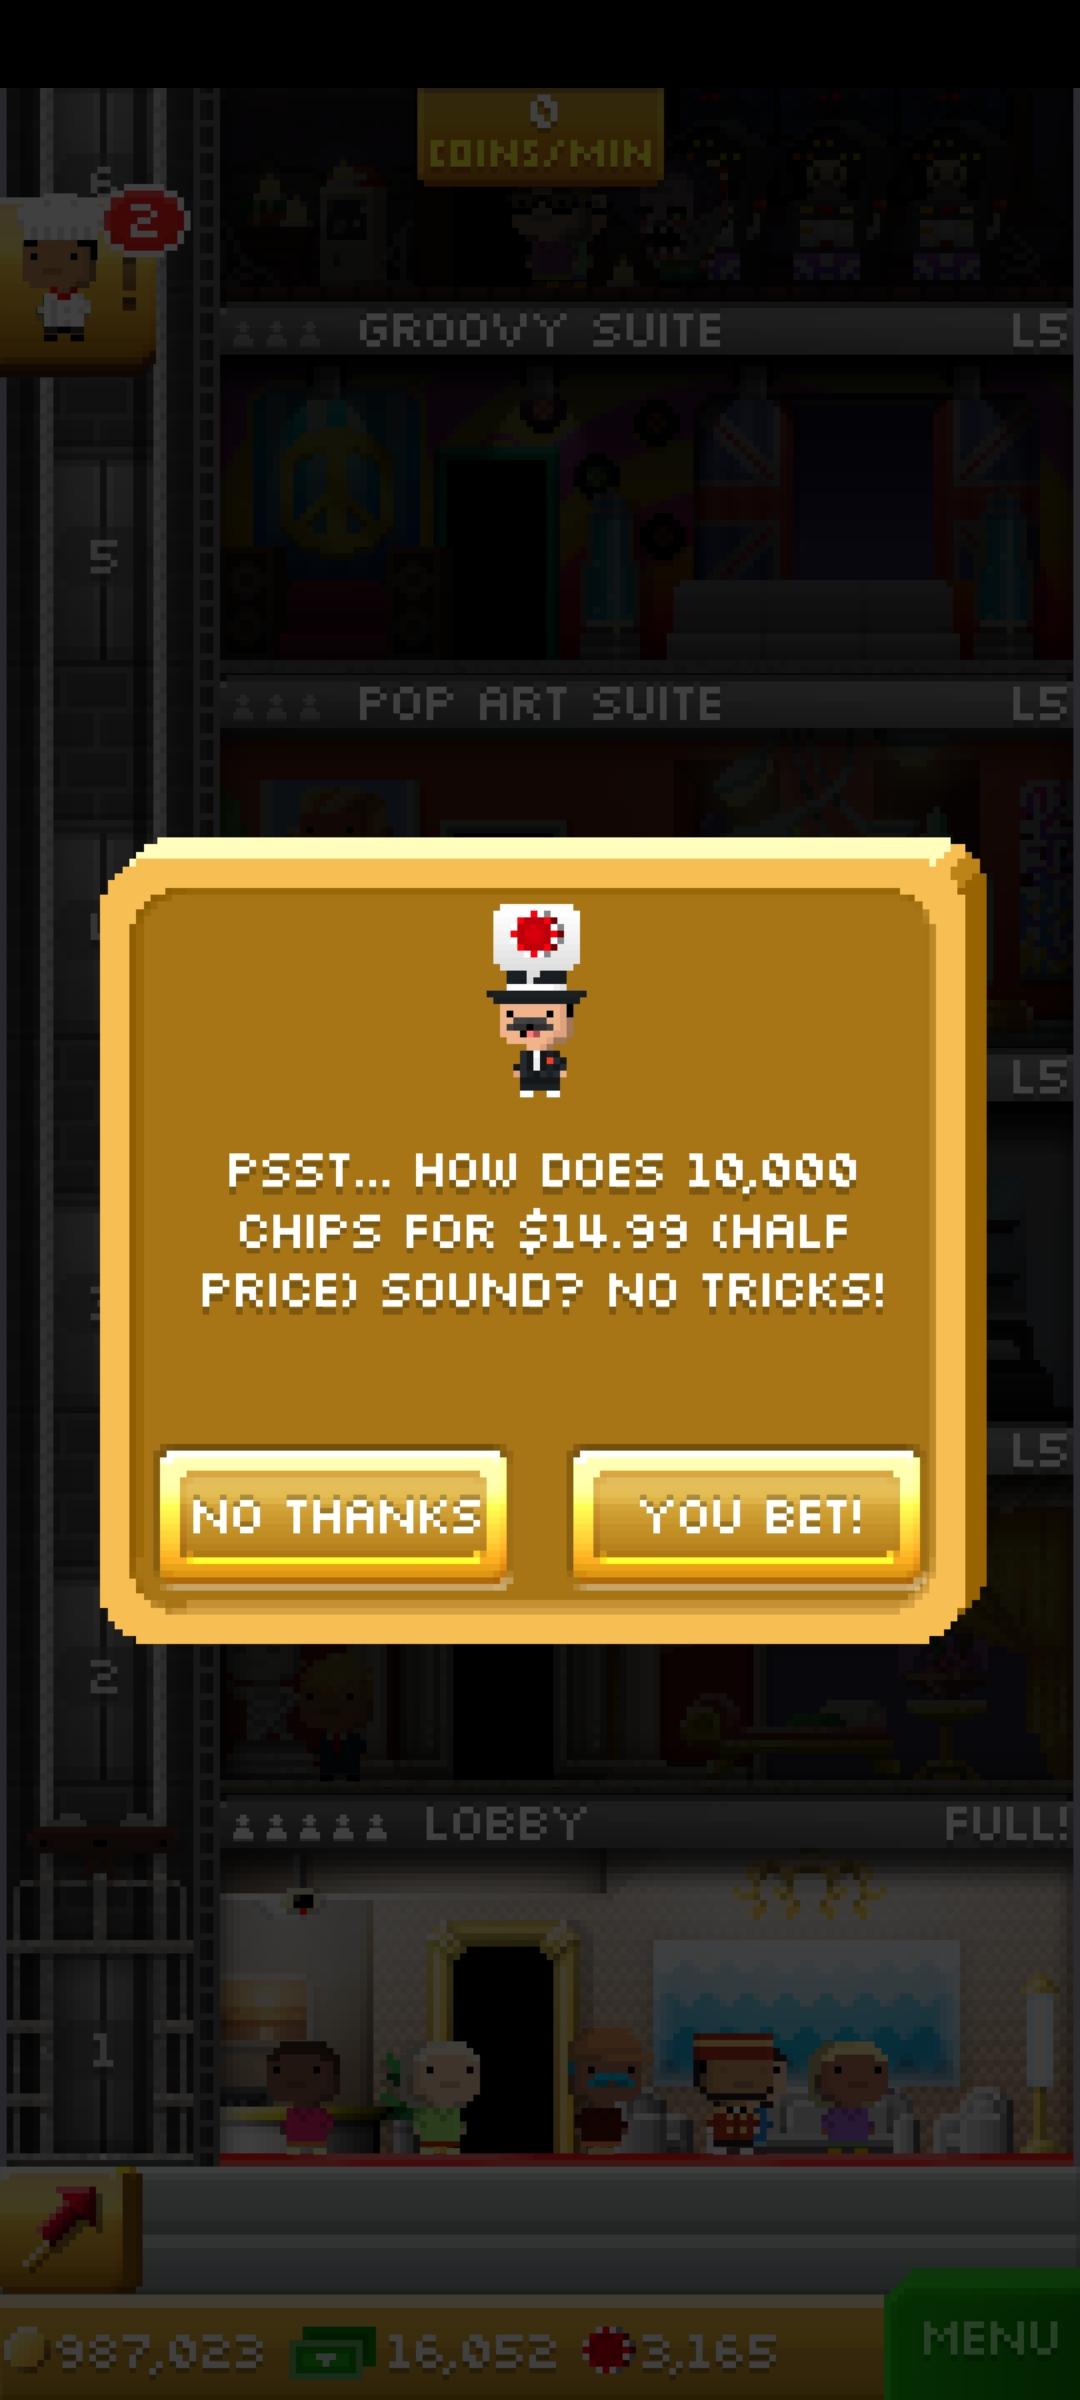 0
COINS/MIN
6
2
GROOVY SUITE L5
5
POP ART SUITE L5
L5
PSST... HOW DOES 10,000
CHIPS FOR $14.99 (HALF
PRICE) SOUND? NO TRICKS!
L5
NO THANKS YOU BET!
2
LOBBY FULL!
1
987,023 16,052 3,165 MENU